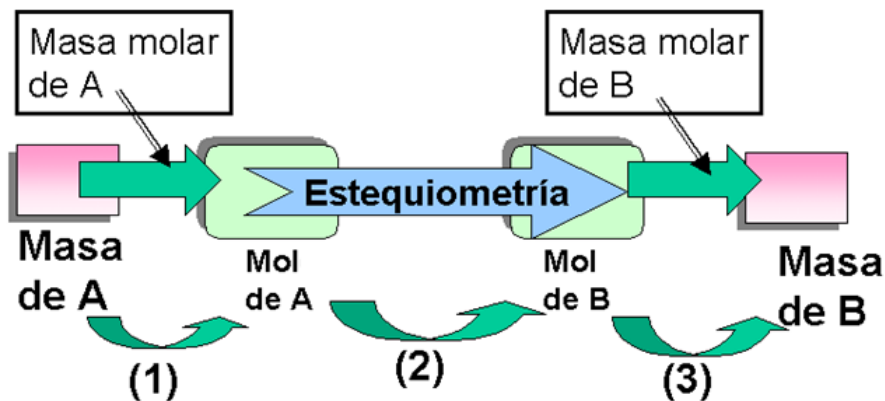 Masa molar
de A
Masa molar
de B
Estequiometría
Masa
de A
Mol
de A
Mol
de B
Masa
de B
(1)
(2)
(3)